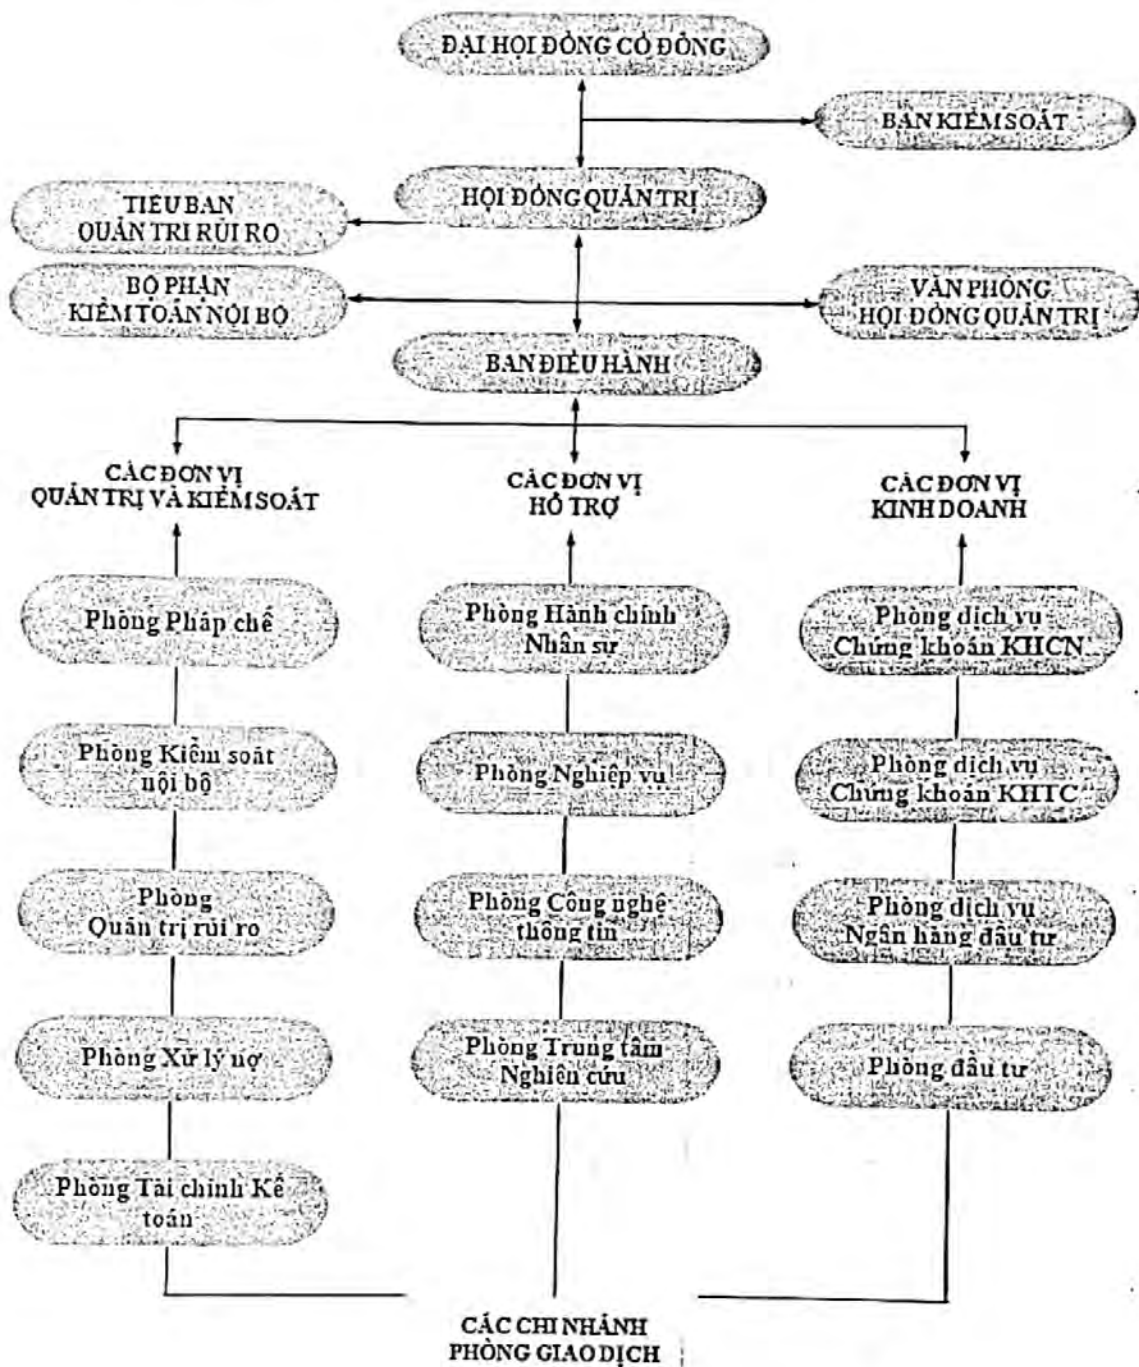 ĐẠI HỘI ĐỒNG CỔ ĐÔNG
BAN KIỂM SOÁT
HỘI ĐỒNG QUẢN TRỊ
TIỂU BAN
QUẢN TRỊ RỦI RO
BỘ PHẬN
KIỂM TOÁN NỘI BỘ
VĂN PHÒNG
HỘI ĐỒNG QUẢN TRỊ
BAN ĐIỀU HÀNH
CÁC ĐƠN VỊ
QUẢN TRỊ VÀ KIỂM SOÁT
CÁC ĐƠN VỊ
HỖ TRỢ
CÁC ĐƠN VỊ
KINH DOANH
Phòng Pháp chế
Phòng Hành chính
Nhân sự
Phòng dịch vụ
Chứng khoán KHCN
Phòng Kiểm soát
nội bộ
Phòng Nghiệp vụ
Phòng dịch vụ
Chứng khoán KHTC
Phòng
Quản trị rủi ro
Phòng Công nghệ
thông tin
Phòng dịch vụ
Ngân hàng đầu tư
Phòng Xử lý nợ
Phòng Trung tâm
Nghiên cứu
Phòng đầu tư
Phòng Tài chính Kế
toán
CÁC CHI NHÁNH
PHÒNG GIAO DỊCH